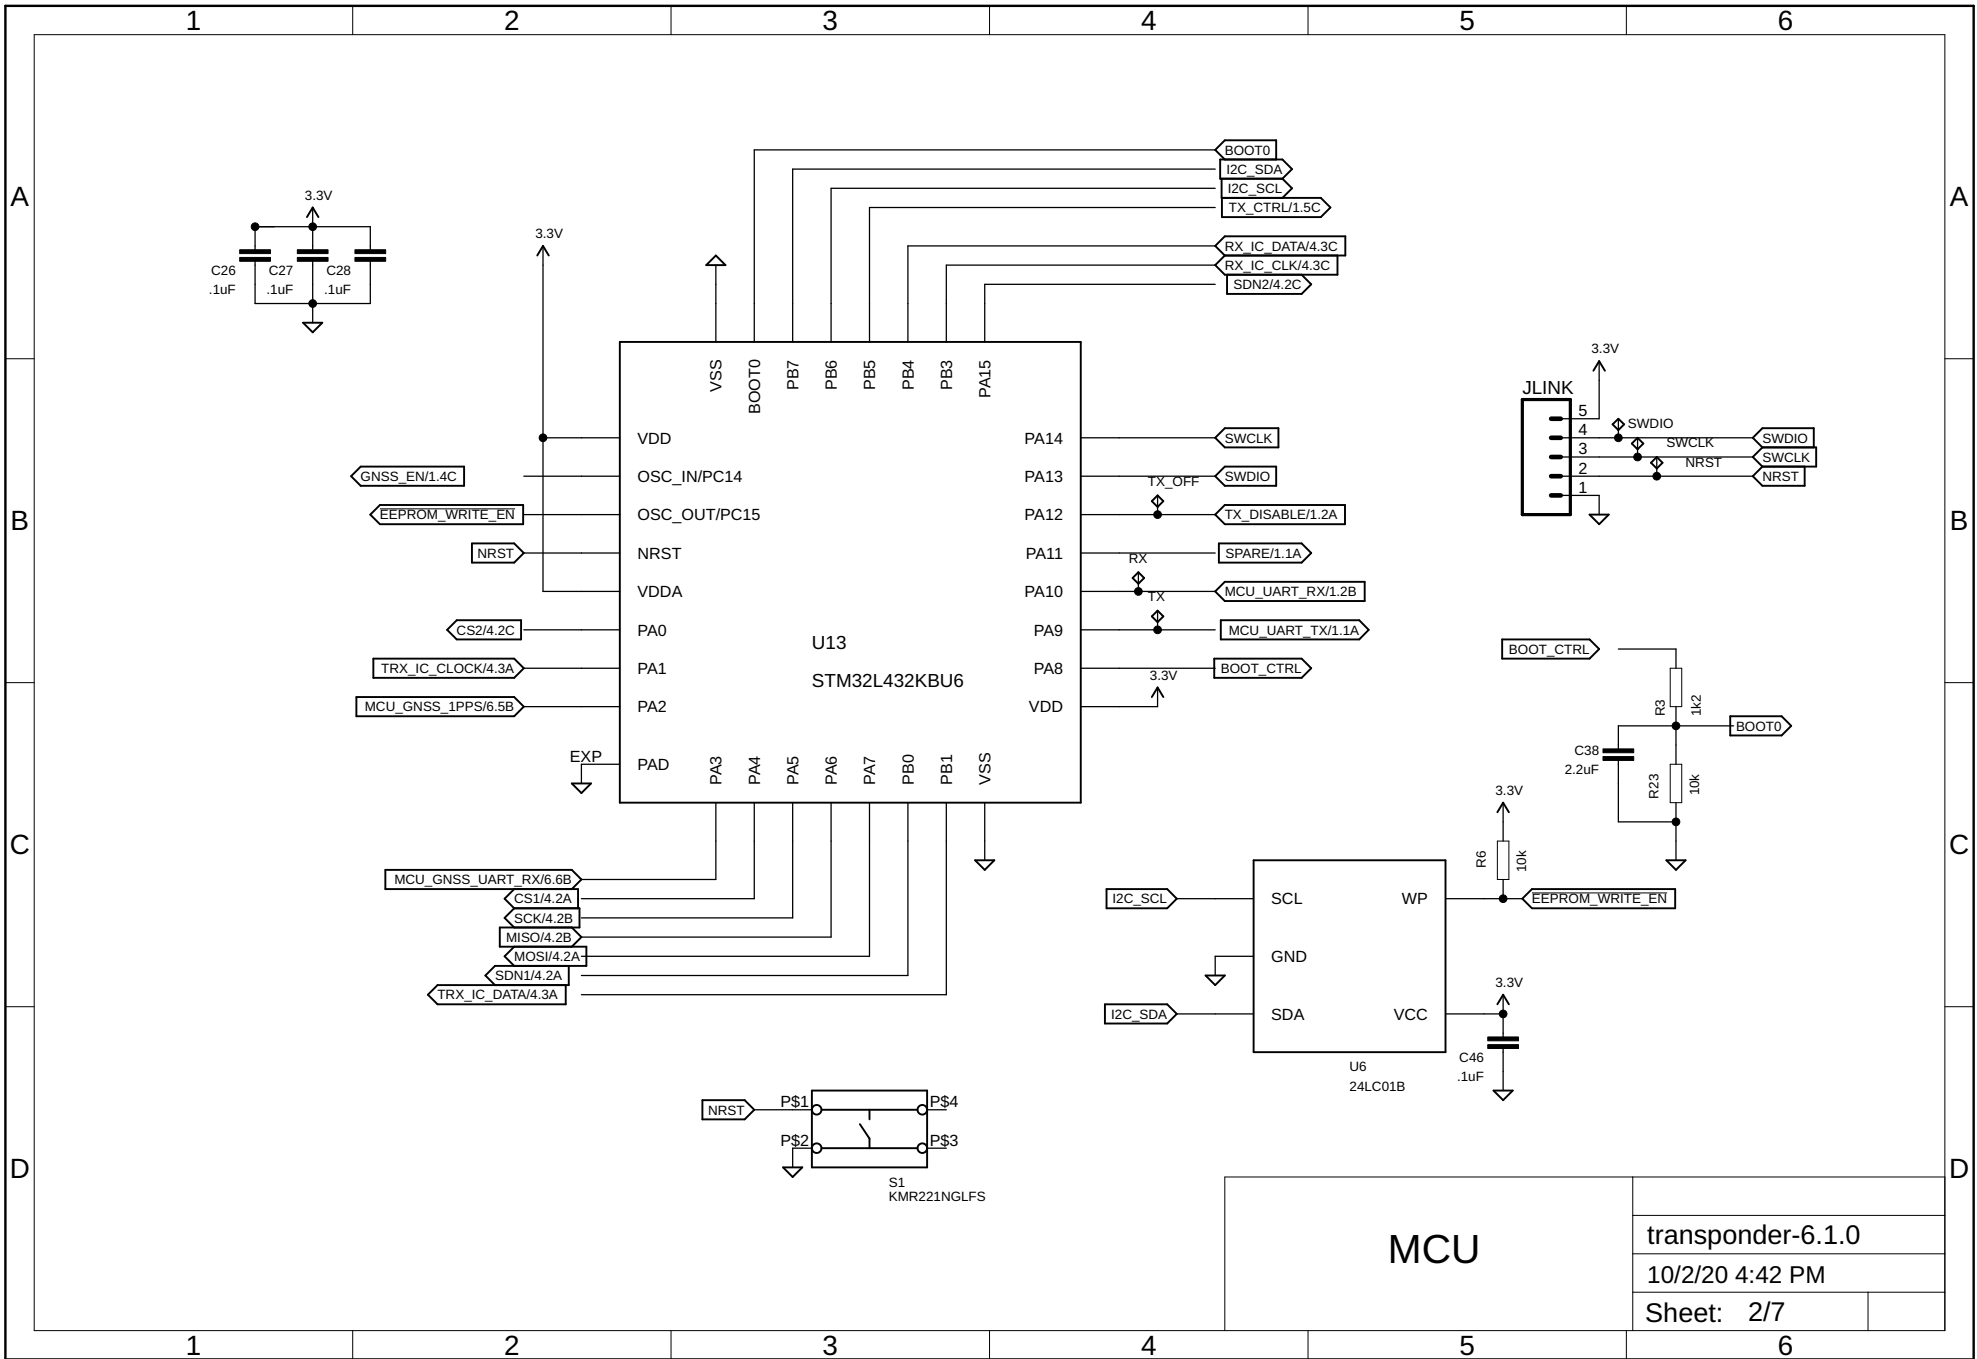 1 2 3 4 5 6
A A
B B
C C
D D
3.3V
C26 C27 C28
.1uF .1uF .1uF
3.3V
BOOT0
I2C_SDA
I2C_SCL
TX_CTRL/1.5C
RX_IC_DATA/4.3C
RX_IC_CLK/4.3C
SDN2/4.2C
VSS BOOT0 PB7 PB6 PB5 PB4 PB3 PA15
VDD
GNSS_EN/1.4C OSC_IN/PC14
EEPROM_WRITE_EN OSC_OUT/PC15
NRST NRST
VDDA
CS2/4.2C PA0
TRX_IC_CLOCK/4.3A PA1
MCU_GNSS_1PPS/6.5B PA2
EXP PAD
U13
STM32L432KBU6
PA14 SWCLK
PA13 SWDIO
TX_OFF
PA12 TX_DISABLE/1.2A
PA11 SPARE/1.1A
RX
PA10 MCU_UART_RX/1.2B
TX
PA9 MCU_UART_TX/1.1A
PA8 BOOT_CTRL
3.3V
VDD
PA3 PA4 PA5 PA6 PA7 PB0 PB1 VSS
MCU_GNSS_UART_RX/6.6B
CS1/4.2A
SCK/4.2B
MISO/4.2B
MOSI/4.2A
SDN1/4.2A
TRX_IC_DATA/4.3A
3.3V
JLINK
5
4 SWDIO SWDIO
3 SWCLK SWCLK
2 NRST NRST
1
BOOT_CTRL
R3 1k2
BOOT0
C38
2.2uF
R23 10k
3.3V
R6 10k
I2C_SCL SCL WP EEPROM_WRITE_EN
GND
3.3V
I2C_SDA SDA VCC
U6
24LC01B
C46
.1uF
NRST P$1 P$4
P$2 P$3
S1
KMR221NGLFS
MCU
transponder-6.1.0
10/2/20 4:42 PM
Sheet: 2/7
1 2 3 4 5 6